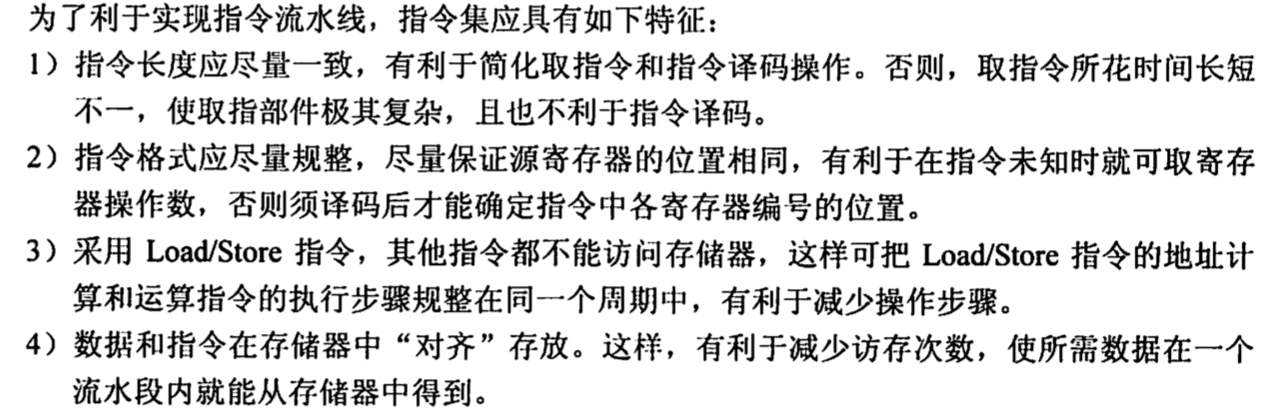 为了利于实现指令流水线，指令集应具有如下特征：
1）指令长度应尽量一致，有利于简化取指令和指令译码操作。否则，取指令所花时间长短
不一，使取指部件极其复杂，且也不利于指令译码。
2）指令格式应尽量规整，尽量保证源寄存器的位置相同，有利于在指令未知时就可取寄存
器操作数，否则须译码后才能确定指令中各寄存器编号的位置。
3）采用 Load/Store 指令，其他指令都不能访问存储器，这样可把 Load/Store 指令的地址计
算和运算指令的执行步骤规整在同一个周期中，有利于减少操作步骤。
4）数据和指令在存储器中“对齐”存放。这样，有利于减少访存次数，使所需数据在一个
流水段内就能从存储器中得到。